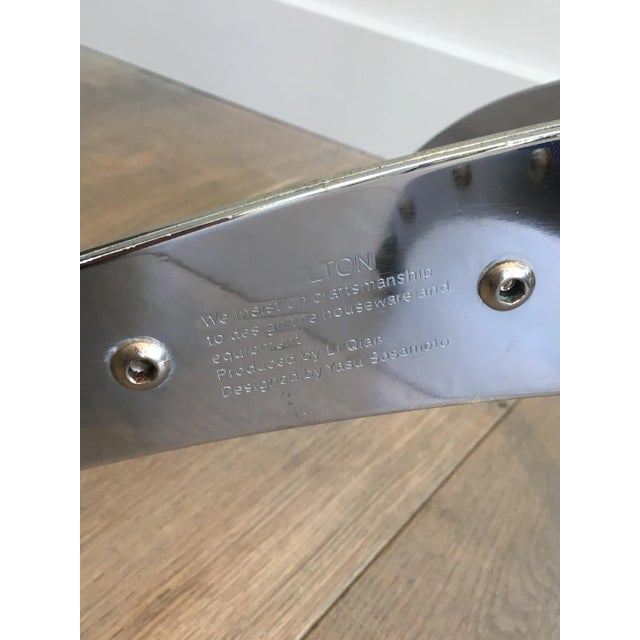 LTON
We insist on craftsmanship
to design the houseware and
equipment
Produced by Li Qian
Designed by Yasu Sasamoto